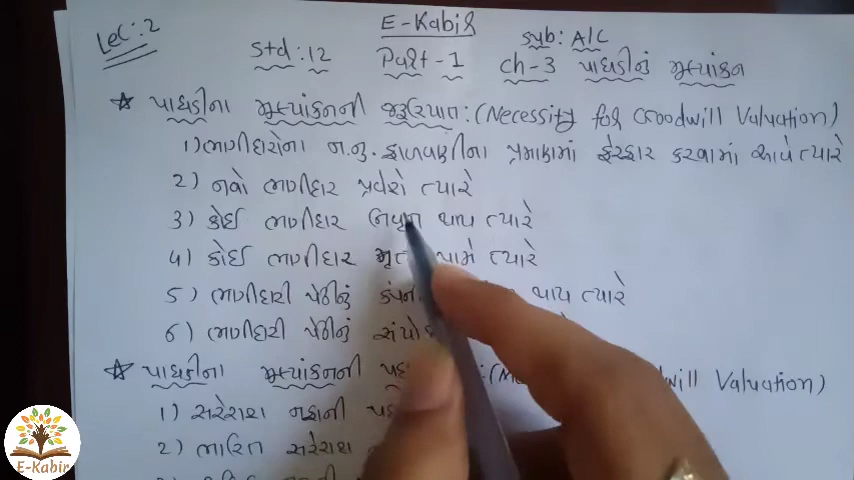 Lec:2
E-Kabir
Std:12 Part-1 Sub: A/C
Ch-3 પાઘડીનું મૂલ્યાંકન
☆ પાઘડીના મૂલ્યાંકનની જરૂરિયાત:(Necessity for Goodwill Valuation)
1) ભાગીદારોના ન.નુ. ફાળવણીના પ્રમાણમાં ફેરફાર કરવામાં આવે ત્યારે
2) નવો ભાગીદાર પ્રવેશે ત્યારે
3) કોઈ ભાગીદાર થાય ત્યારે
4) કોઈ ભાગીદાર ત્યારે
5) ભાગીદારી પેઢીનું થાય ત્યારે
6) ભાગીદારી પેઢીનું
☆ પાઘડીના મૂલ્યાંકનની Valuation)
1) સરેરાશ નફાની
2) ભારિત સરેરાશ
E-Kabir